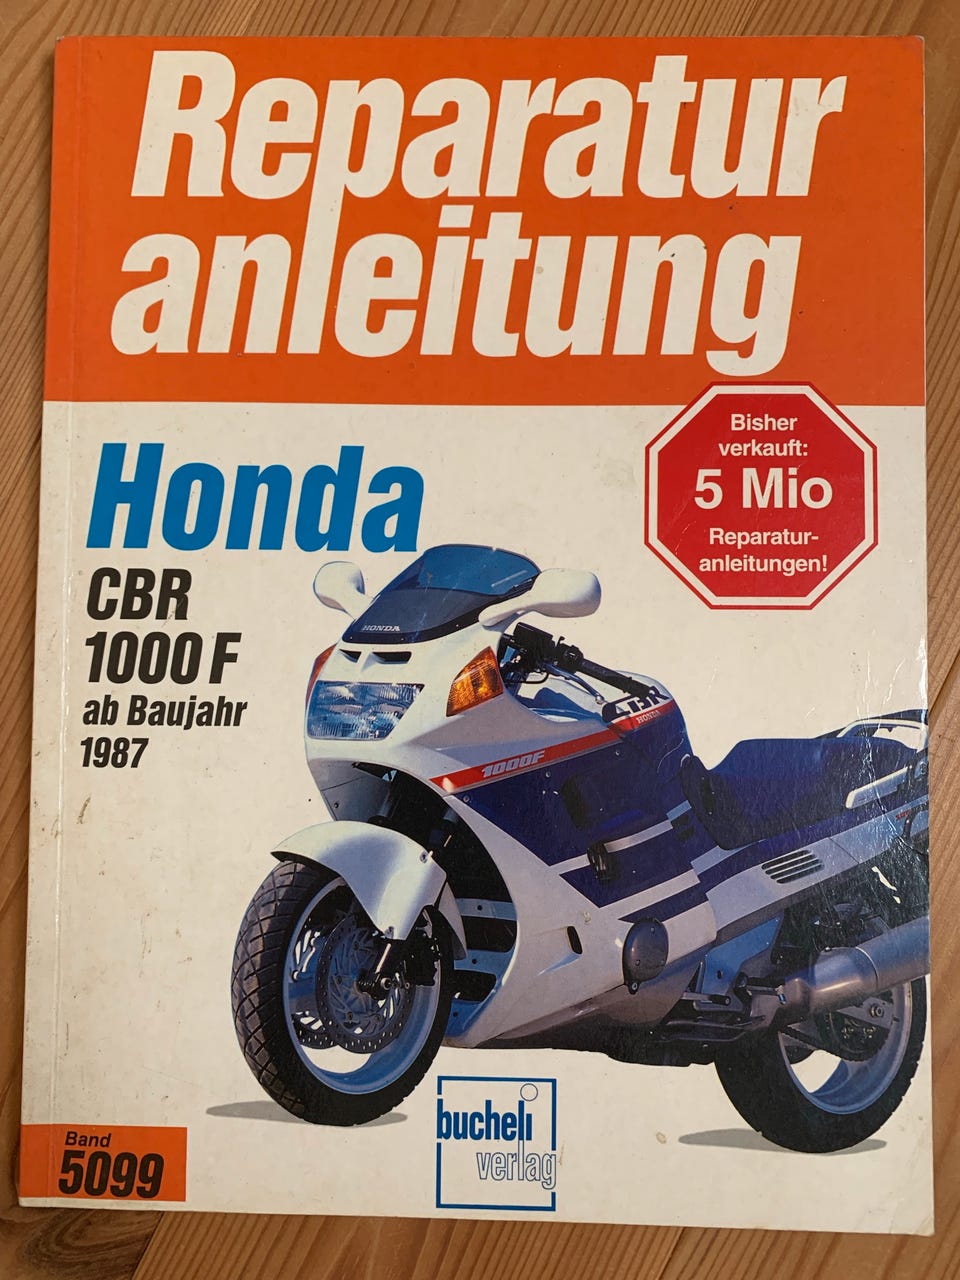 Reparatur
anleitung
Bisher
verkauft:
5 Mio
Reparatur-
anleitungen!
Honda
CBR
1000 F
ab Baujahr
1987
HONDA
CBR
HONDA
1000F
Band
5099
bucheli
verlag